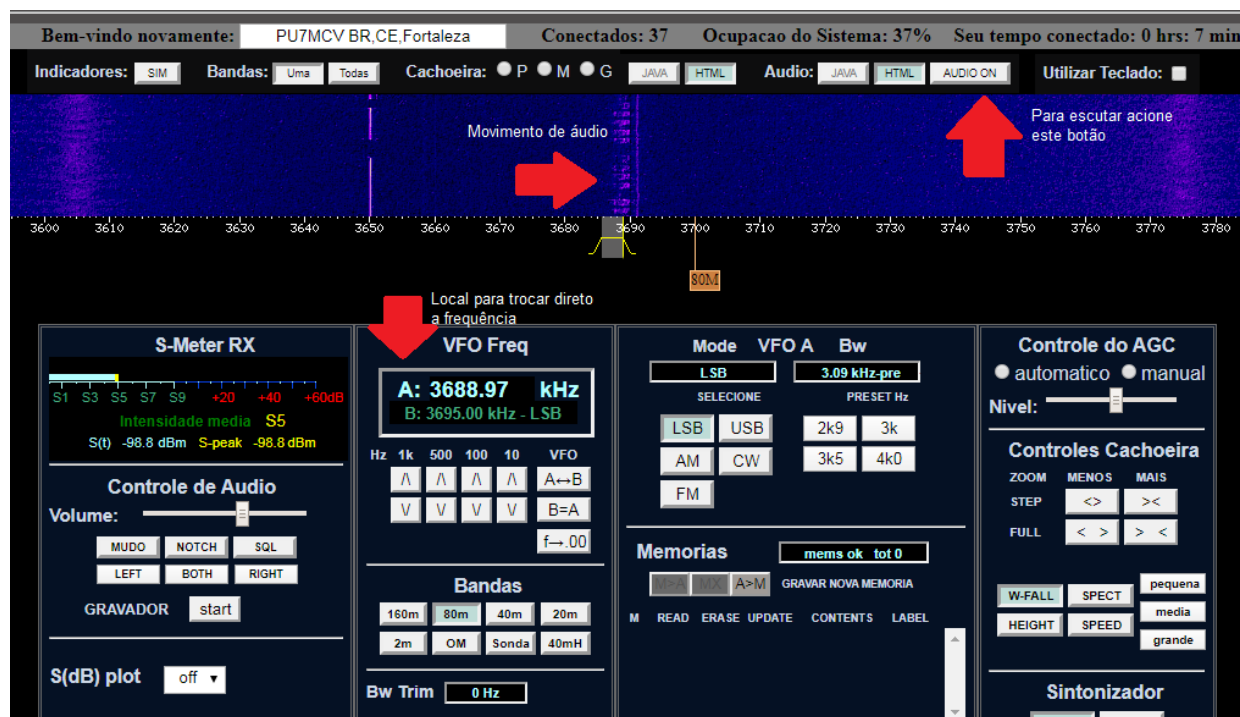 Bem-vindo novamente: PU7MCV BR,CE,Fortaleza Conectados: 37 Ocupacao do Sistema: 37% Seu tempo conectado: 0 hrs: 7 min
Indicadores: SIM Bandas: Uma Todas Cachoeira: P M G JAVA HTML Audio: JAVA HTML AUDIO ON Utilizar Teclado:
Para escutar acione
este botão
Movimento de áudio
3600 3610 3620 3630 3640 3650 3660 3670 3680 3690 3700 3710 3720 3730 3740 3750 3760 3770 3780
80M
Local para trocar direto
a frequência
S-Meter RX
S1 S3 S5 S7 S9 +20 +40 +60dB
Intensidade media S5
S(t) -98.8 dBm S-peak -98.8 dBm
Controle de Audio
Volume:
MUDO NOTCH SQL
LEFT BOTH RIGHT
GRAVADOR start
S(dB) plot off ▼
VFO Freq
A: 3688.97 kHz
B: 3695.00 kHz - LSB
Hz 1k 500 100 10 VFO
/\ /\ /\ /\ A↔B
\/ \/ \/ \/ B=A
f→.00
Bandas
160m 80m 40m 20m
2m OM Sonda 40mH
Bw Trim 0 Hz
Mode VFO A Bw
LSB 3.09 kHz-pre
SELECIONE PRESET Hz
LSB USB 2k9 3k
AM CW 3k5 4k0
FM
Memorias mems ok tot 0
M>A MX A>M GRAVAR NOVA MEMORIA
M READ ERASE UPDATE CONTENTS LABEL
Controle do AGC
automatico manual
Nivel:
Controles Cachoeira
ZOOM MENOS MAIS
STEP <> ><
FULL < > > <
W-FALL SPECT pequena
HEIGHT SPEED media
grande
Sintonizador